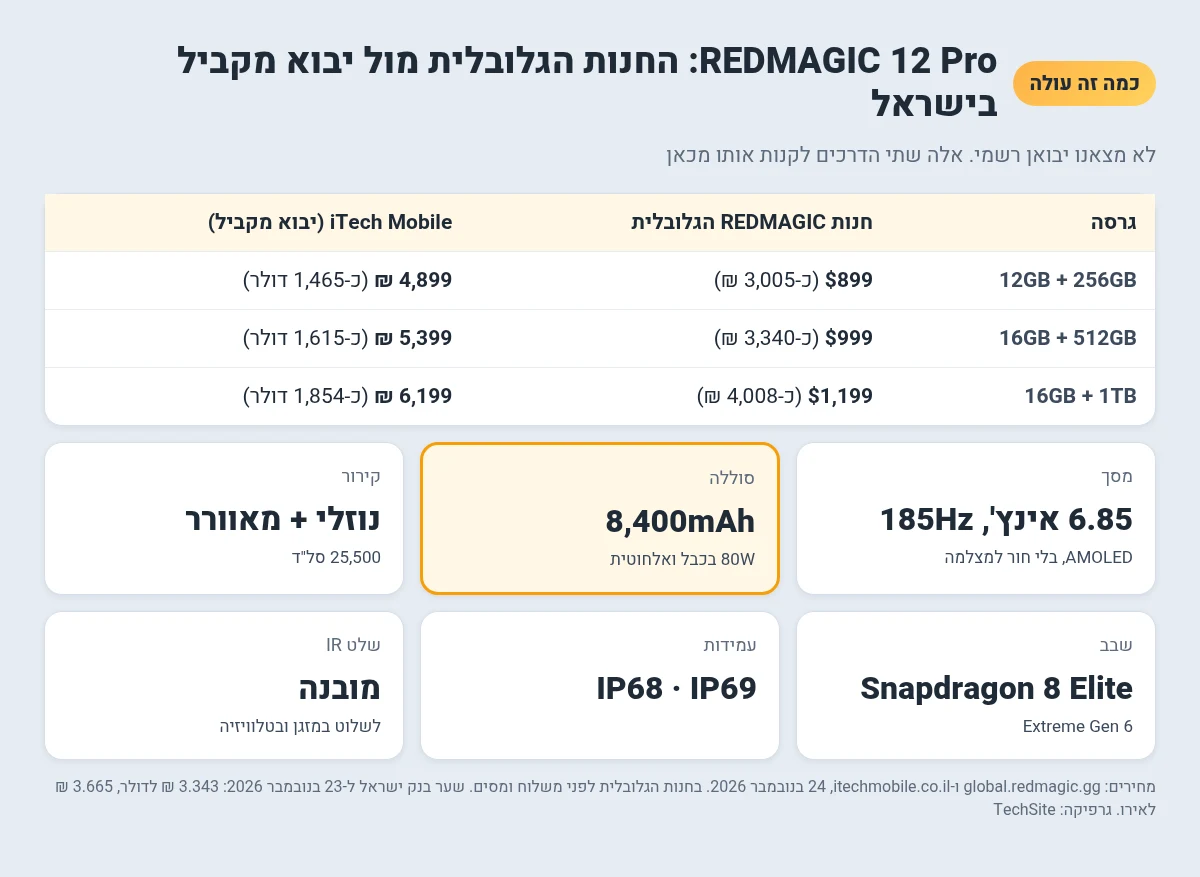 כמה זה עולה
REDMAGIC 12 Pro: החנות הגלובלית מול יבוא מקביל
בישראל
לא מצאנו יבואן רשמי. אלה שתי הדרכים לקנות אותו מכאן
גרסה חנות REDMAGIC הגלובלית iTech Mobile (יבוא מקביל)
12GB + 256GB $899 (כ-3,005 ₪) 4,899 ₪ (כ-1,465 דולר)
16GB + 512GB $999 (כ-3,340 ₪) 5,399 ₪ (כ-1,615 דולר)
16GB + 1TB $1,199 (כ-4,008 ₪) 6,199 ₪ (כ-1,854 דולר)
מסך
6.85 אינץ', 185Hz
AMOLED, בלי חור למצלמה
סוללה
8,400mAh
80W בכבל ואלחוטית
קירור
נוזלי + מאוורר
25,500 סל"ד
שבב
Snapdragon 8 Elite
Extreme Gen 6
עמידות
IP68 · IP69
שלט IR
מובנה
לשלוט במזגן ובטלוויזיה
מחירים: global.redmagic.gg ו-itechmobile.co.il, 24 בנובמבר 2026. בחנות הגלובלית לפני משלוח ומסים. שער בנק ישראל ל-23 בנובמבר 2026: 3.343 ₪ לדולר, 3.665 ₪
לאירו. גרפיקה: TechSite